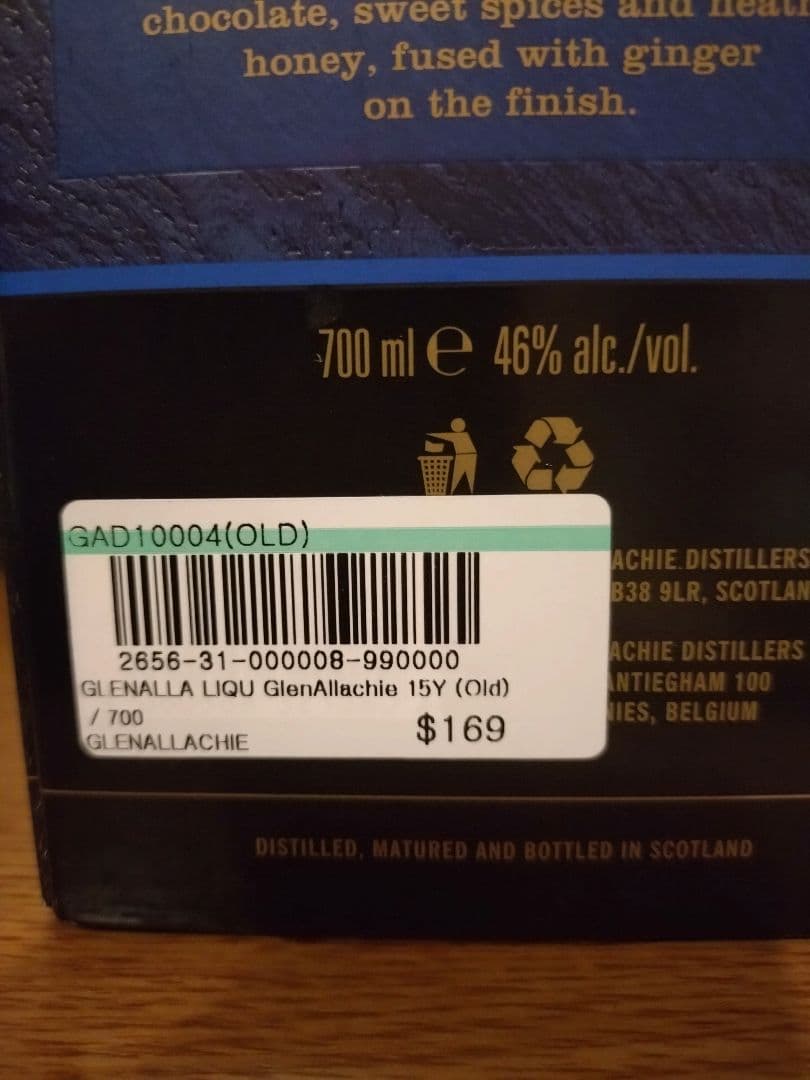 chocolate, sweet spices and
honey, fused with ginger
on the finish.
700 ml e 46% alc./vol.
GAD10004(OLD)
2656-31-000008-990000
GLENALLA LIQU GlenAllachie 15Y (Old)
/ 700
GLENALLACHIE
$169
ACHIE DISTILLERS
B38 9LR, SCOTLAN
ACHIE DISTILLERS
ANTIEGHAM 100
NIES, BELGIUM
DISTILLED, MATURED AND BOTTLED IN SCOTLAND